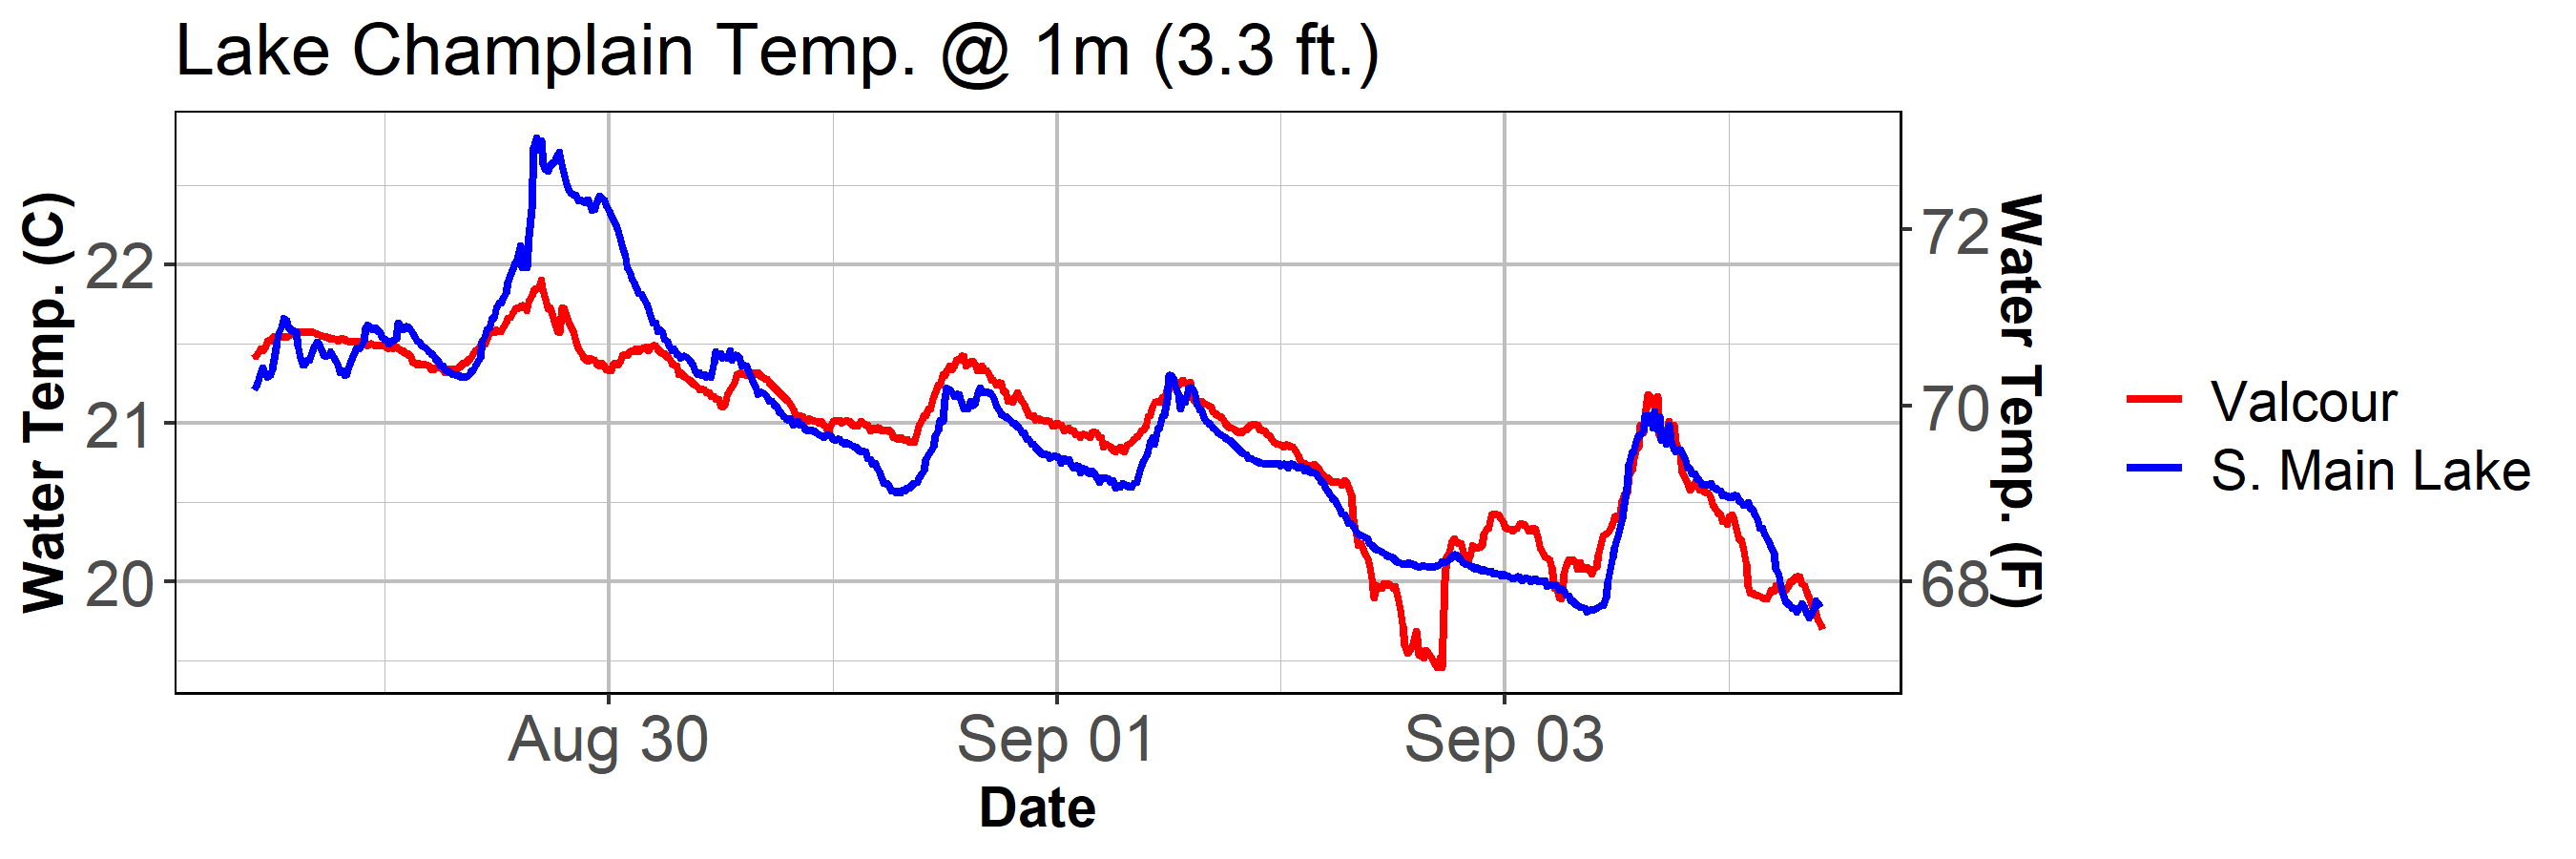 Lake Champlain Temp. @ 1m (3.3 ft.)
Water Temp. (C)
22
21
20
72
70
68
Water Temp. (F)
Aug 30
Sep 01
Sep 03
Date
Valcour
S. Main Lake